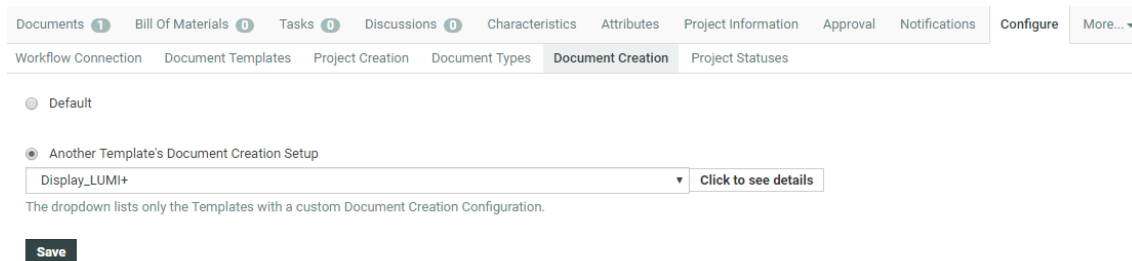 Documents 1 Bill Of Materials 0 Tasks 0 Discussions 0 Characteristics Attributes Project Information Approval Notifications Configure More...
Workflow Connection Document Templates Project Creation Document Types Document Creation Project Statuses
Default
Another Template's Document Creation Setup
Display_LUMI+ Click to see details
The dropdown lists only the Templates with a custom Document Creation Configuration.
Save